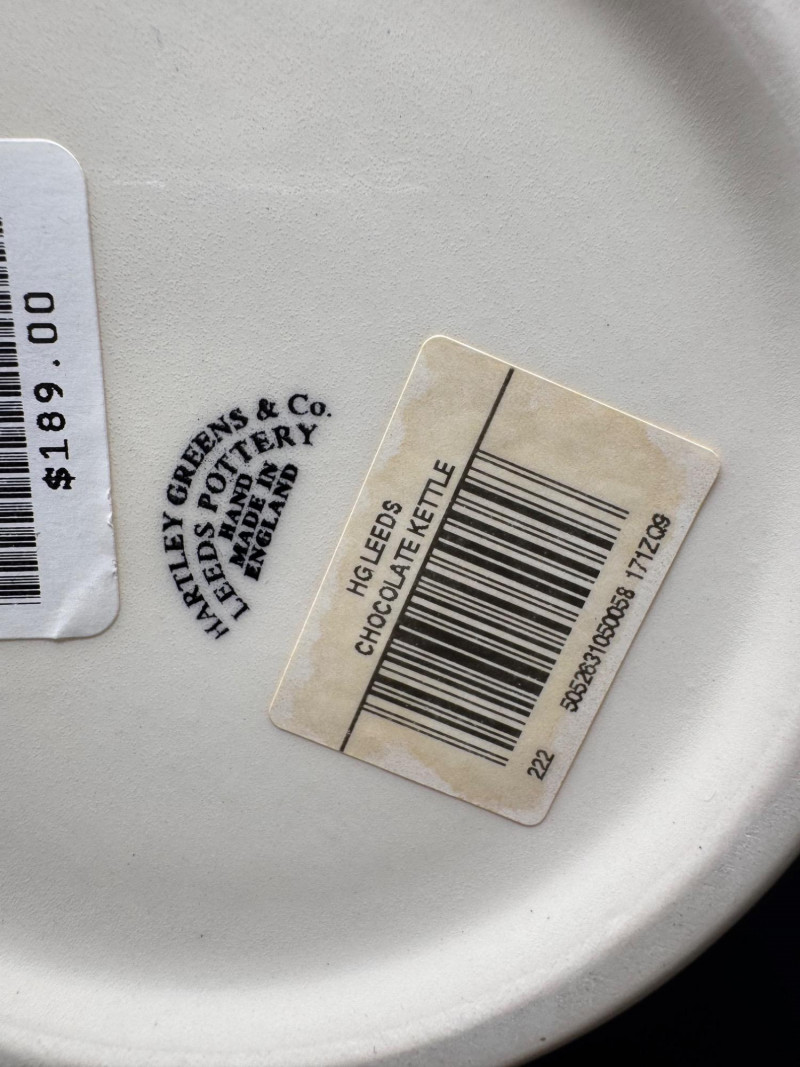 $189.00
HARTLEY GREENS & Co.
LEEDS POTTERY
HAND
MADE IN
ENGLAND
HG LEEDS
CHOCOLATE KETTLE
5052631050058 171ZQ9
222